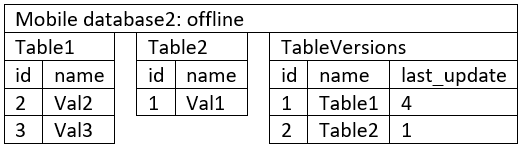 Mobile database2: offline
Table1 Table2 TableVersions
id name id name id name last_update
2 Val2 1 Val1 1 Table1 4
3 Val3 2 Table2 1